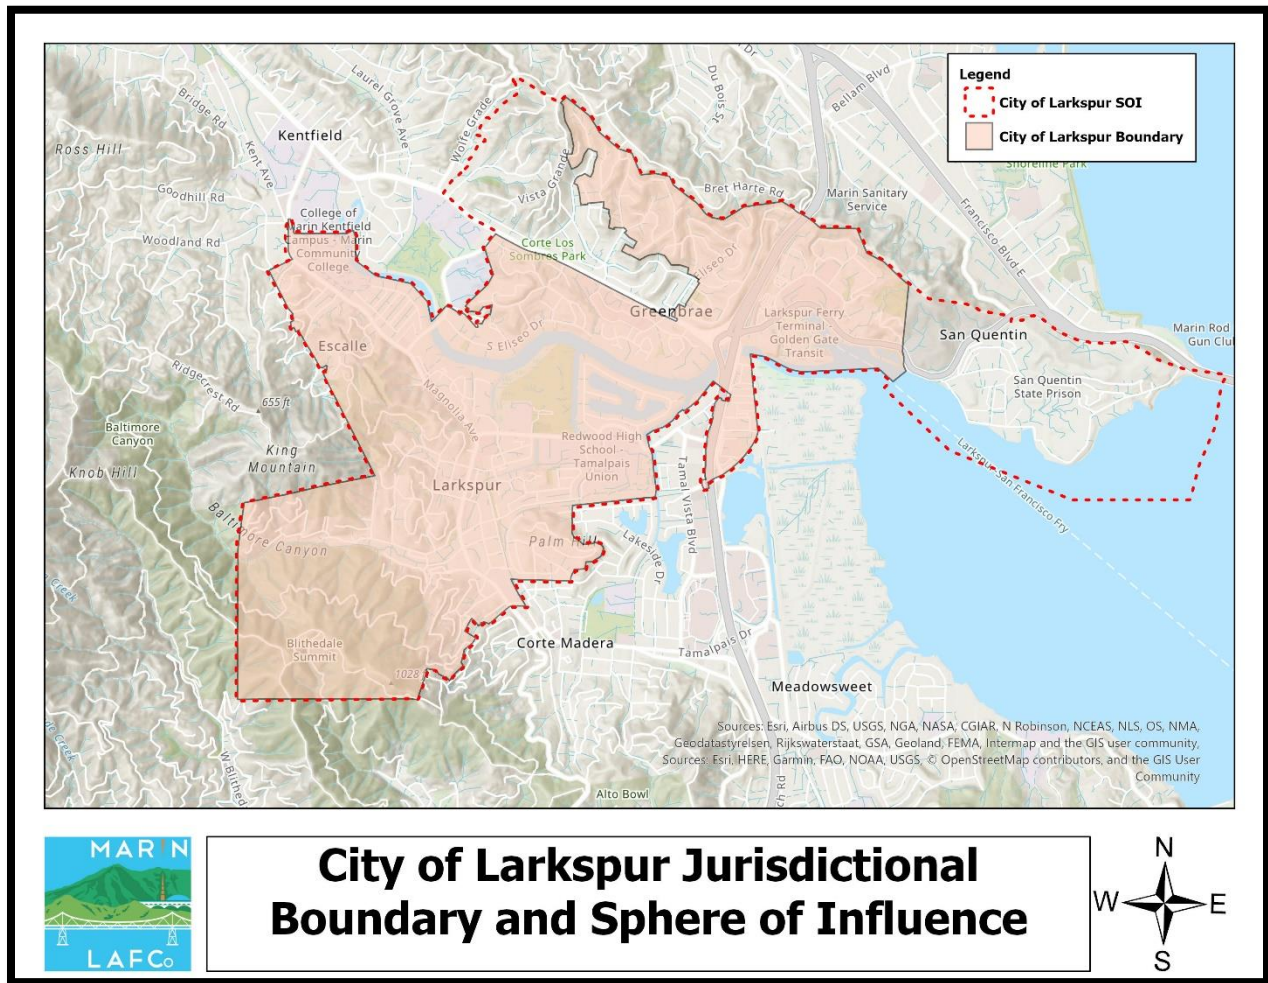 Legend
City of Larkspur SOI
City of Larkspur Boundary
Du Bois St
Bellam Blvd
Laurel Grove Ave
Bridge Rd
Kentfield
Wolfe Grade
Ross Hill
Kent Ave
Shoreline Park
Vista Grande
Bret Harte Rd
Marin Sanitary
Service
Goodhill Rd
Francisco Blvd E
College of
Marin Kentfield
Campus - Marin
Community
College
Woodland Rd
Corte Los
Sombras Park
Eliseo Dr
Greenbrae
Larkspur Ferry
Terminal -
Golden Gate
Transit
San Quentin
Marin Rod
Gun Clu
S Eliseo Dr
Escalle
Ridgecrest Rd
655 ft
Magnolia Ave
San Quentin
State Prison
Baltimore
Canyon
King
Mountain
Knob Hill
Redwood High
School -
Tamalpais
Union
Larkspur
Tamal Vista Blvd
Larkspur-San Francisco Fry
Baltimore Canyon
Palm Hill
Lakeside Dr
Creek
Blithedale
Summit
1028
Corte Madera
Tamalpais Dr
Meadowsweet
Creek
W Blithed
Alto Bowl
ch Rd
Sources: Esri, Airbus DS, USGS, NGA, NASA, CGIAR, N Robinson, NCEAS, NLS, OS, NMA,
Geodatastyrelsen, Rijkswaterstaat, GSA, Geoland, FEMA, Intermap and the GIS user community,
Sources: Esri, HERE, Garmin, FAO, NOAA, USGS, © OpenStreetMap contributors, and the GIS User
Community
MARIN
LAFCo
City of Larkspur Jurisdictional
Boundary and Sphere of Influence
N
W
E
S